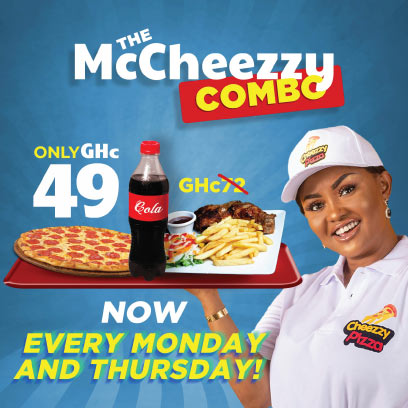 THE
McCheezzy
COMBO
ONLY GHc
49
GHc72
Cola
Cheezzy
Pizza
Cheezzy
Pizza
NOW
EVERY MONDAY
AND THURSDAY!